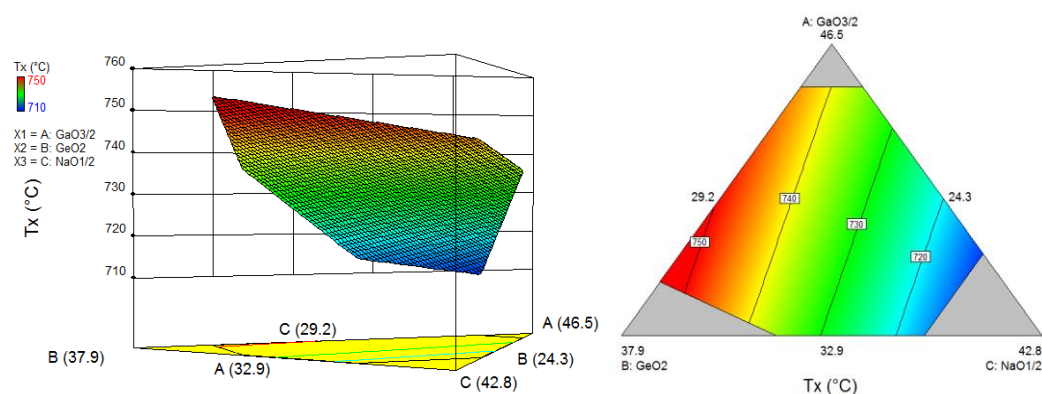 Tx (°C)
750
710
X1 = A: GaO3/2
X2 = B: GeO2
X3 = C: NaO1/2
Tx (°C)
760
750
740
730
720
710
B (37.9)
C (29.2)
A (32.9)
A (46.5)
B (24.3)
C (42.8)
A: GaO3/2
46.5
29.2
24.3
750
740
730
720
37.9
32.9
42.8
B: GeO2
C: NaO1/2
Tx (°C)